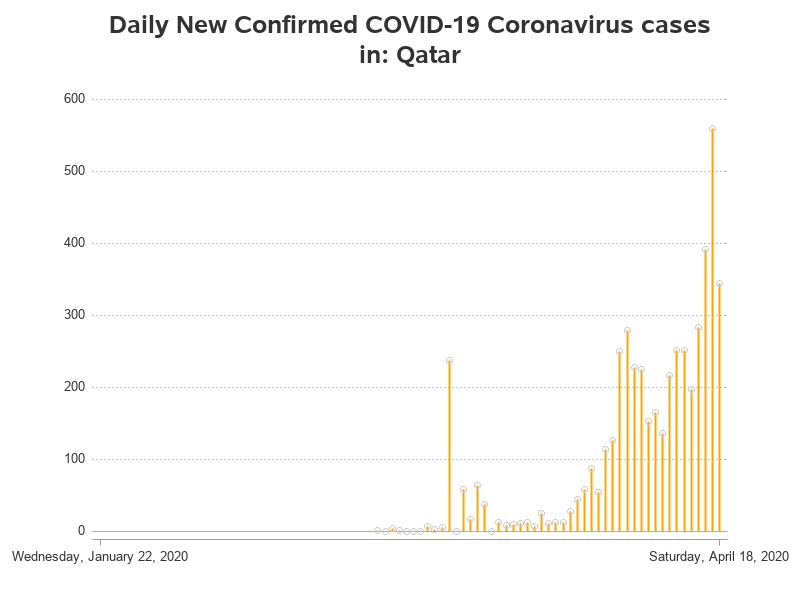 Daily New Confirmed COVID-19 Coronavirus cases
in: Qatar
600
500
400
300
200
100
0
Wednesday, January 22, 2020
Saturday, April 18, 2020